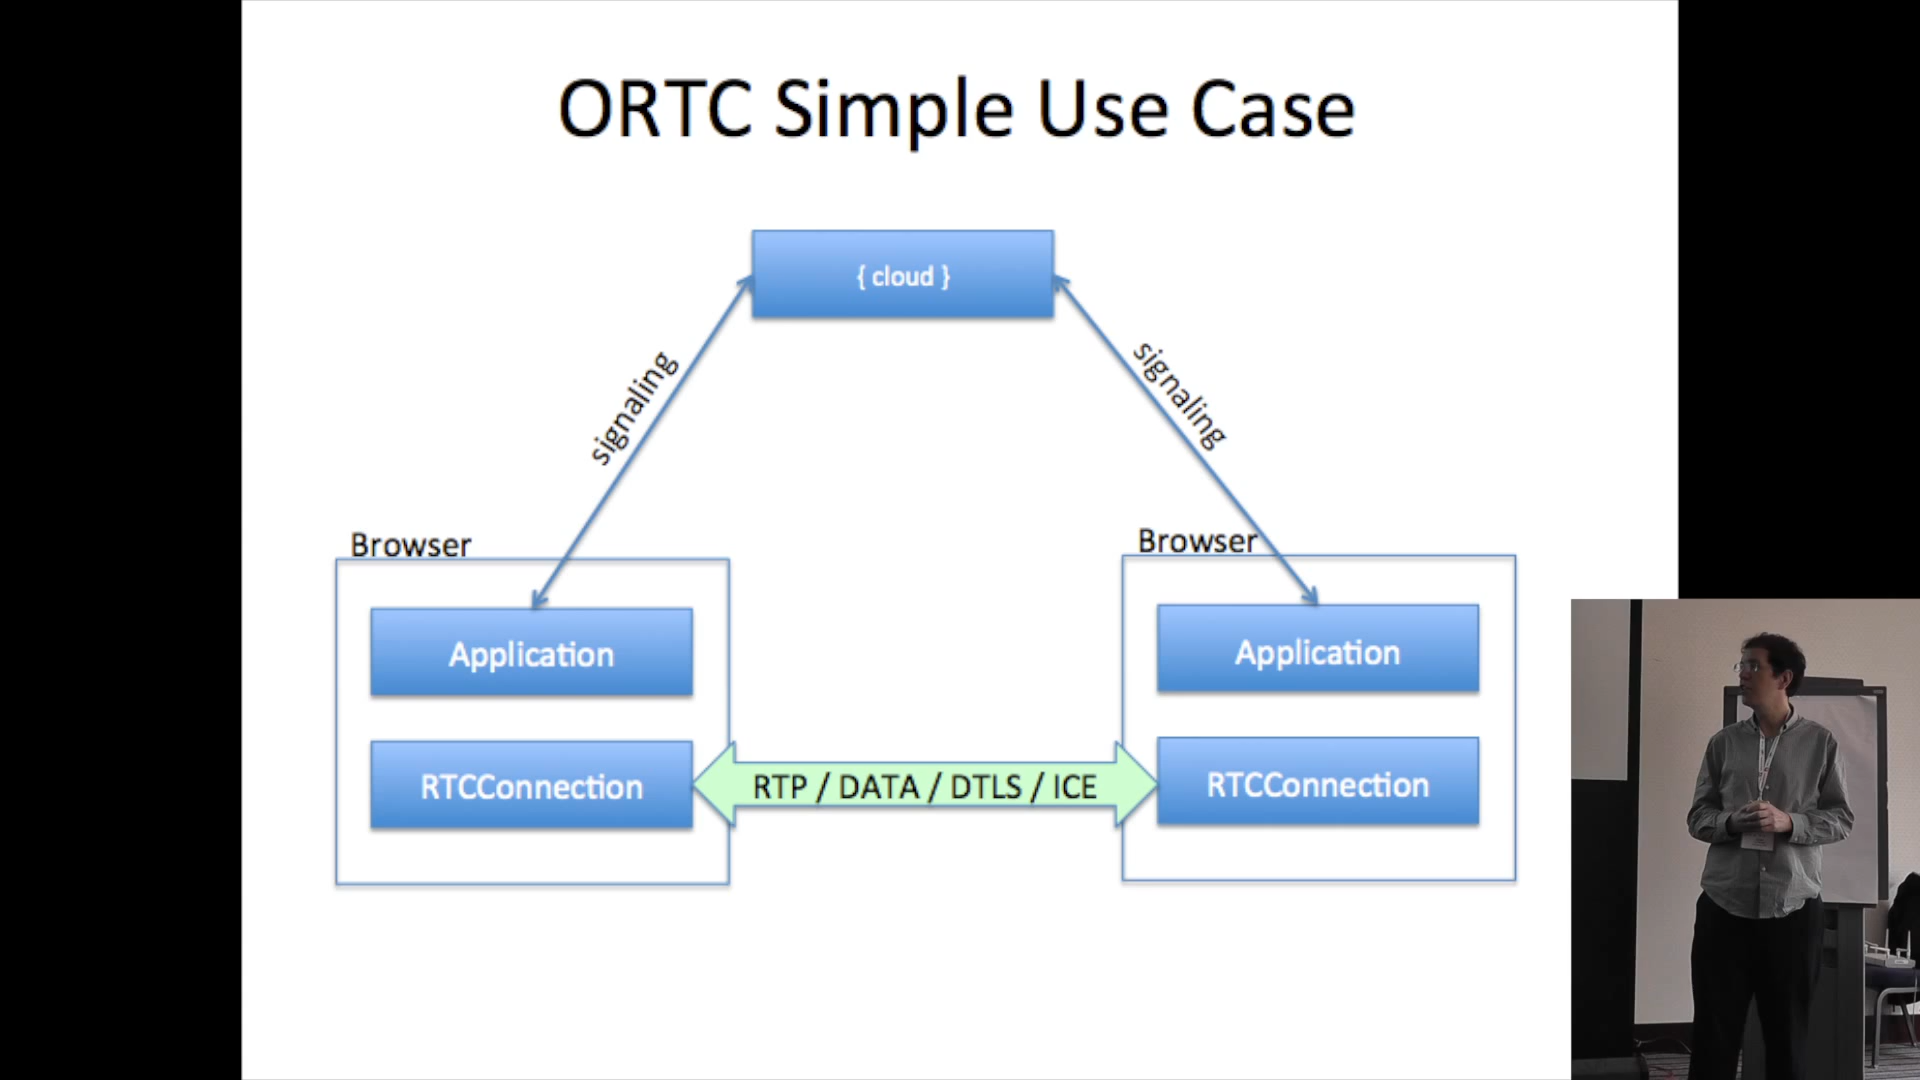 ORTC Simple Use Case
{ cloud }
signaling
signaling
Browser
Browser
Application
Application
RTCConnection
RTP / DATA / DTLS / ICE
RTCConnection